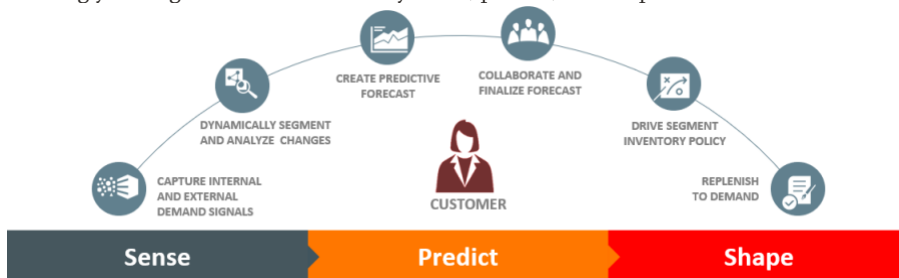 CREATE PREDICTIVE
FORECAST
COLLABORATE AND
FINALIZE FORECAST
DYNAMICALLY SEGMENT
AND ANALYZE CHANGES
DRIVE SEGMENT
INVENTORY POLICY
CAPTURE INTERNAL
AND EXTERNAL
DEMAND SIGNALS
CUSTOMER
REPLENISH
TO DEMAND
Sense
Predict
Shape